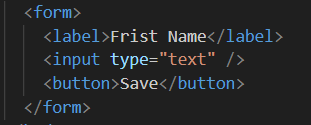 <form>
<label>Frist Name</label>
<input type="text" />
<button>Save</button>
</form>